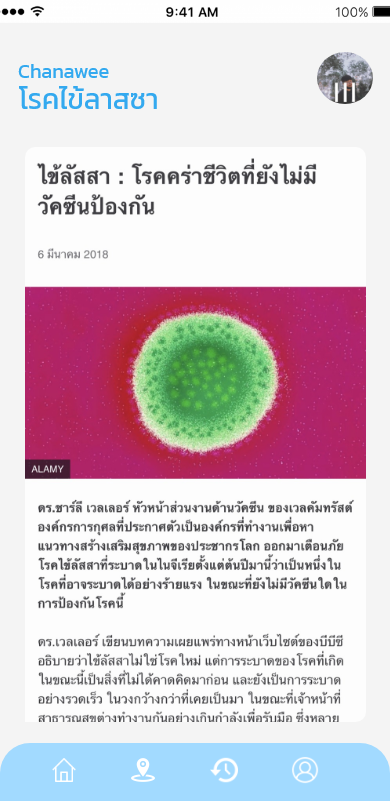 9:41 AM
100%
Chanawee
โรคไข้ลาสซา
ไข้ลัสสา : โรคคร่าชีวิตที่ยังไม่มี
วัคซีนป้องกัน
6 มีนาคม 2018
ALAMY
ดร.ชาร์ลี เวลเลอร์ หัวหน้าส่วนงานด้านวัคซีน ของเวลคัมทรัสต์
องค์กรการกุศลที่ประกาศตัวเป็นองค์กรที่ทำงานเพื่อหา
แนวทางสร้างเสริมสุขภาพของประชากรโลก ออกมาเตือนภัย
โรคไข้ลัสสาที่ระบาดในไนจีเรียตั้งแต่ต้นปีมานี้ว่าเป็นหนึ่งใน
โรคที่อาจระบาดได้อย่างร้ายแรง ในขณะที่ยังไม่มีวัคซีนใดใน
การป้องกันโรคนี้
ดร.เวลเลอร์ เขียนบทความเผยแพร่ทางหน้าเว็บไซต์ของบีบีซี
อธิบายว่าไข้ลัสสาไม่ใช่โรคใหม่ แต่การระบาดของโรคที่เกิด
ในขณะนี้เป็นสิ่งที่ไม่ได้คาดคิดมาก่อน และยังเป็นการระบาด
อย่างรวดเร็ว ในวงกว้างกว่าที่เคยเป็นมา ในขณะที่เจ้าหน้าที่
สาธารณสุขต่างทำงานกันอย่างเกินกำลังเพื่อรับมือ ซึ่งหลาย